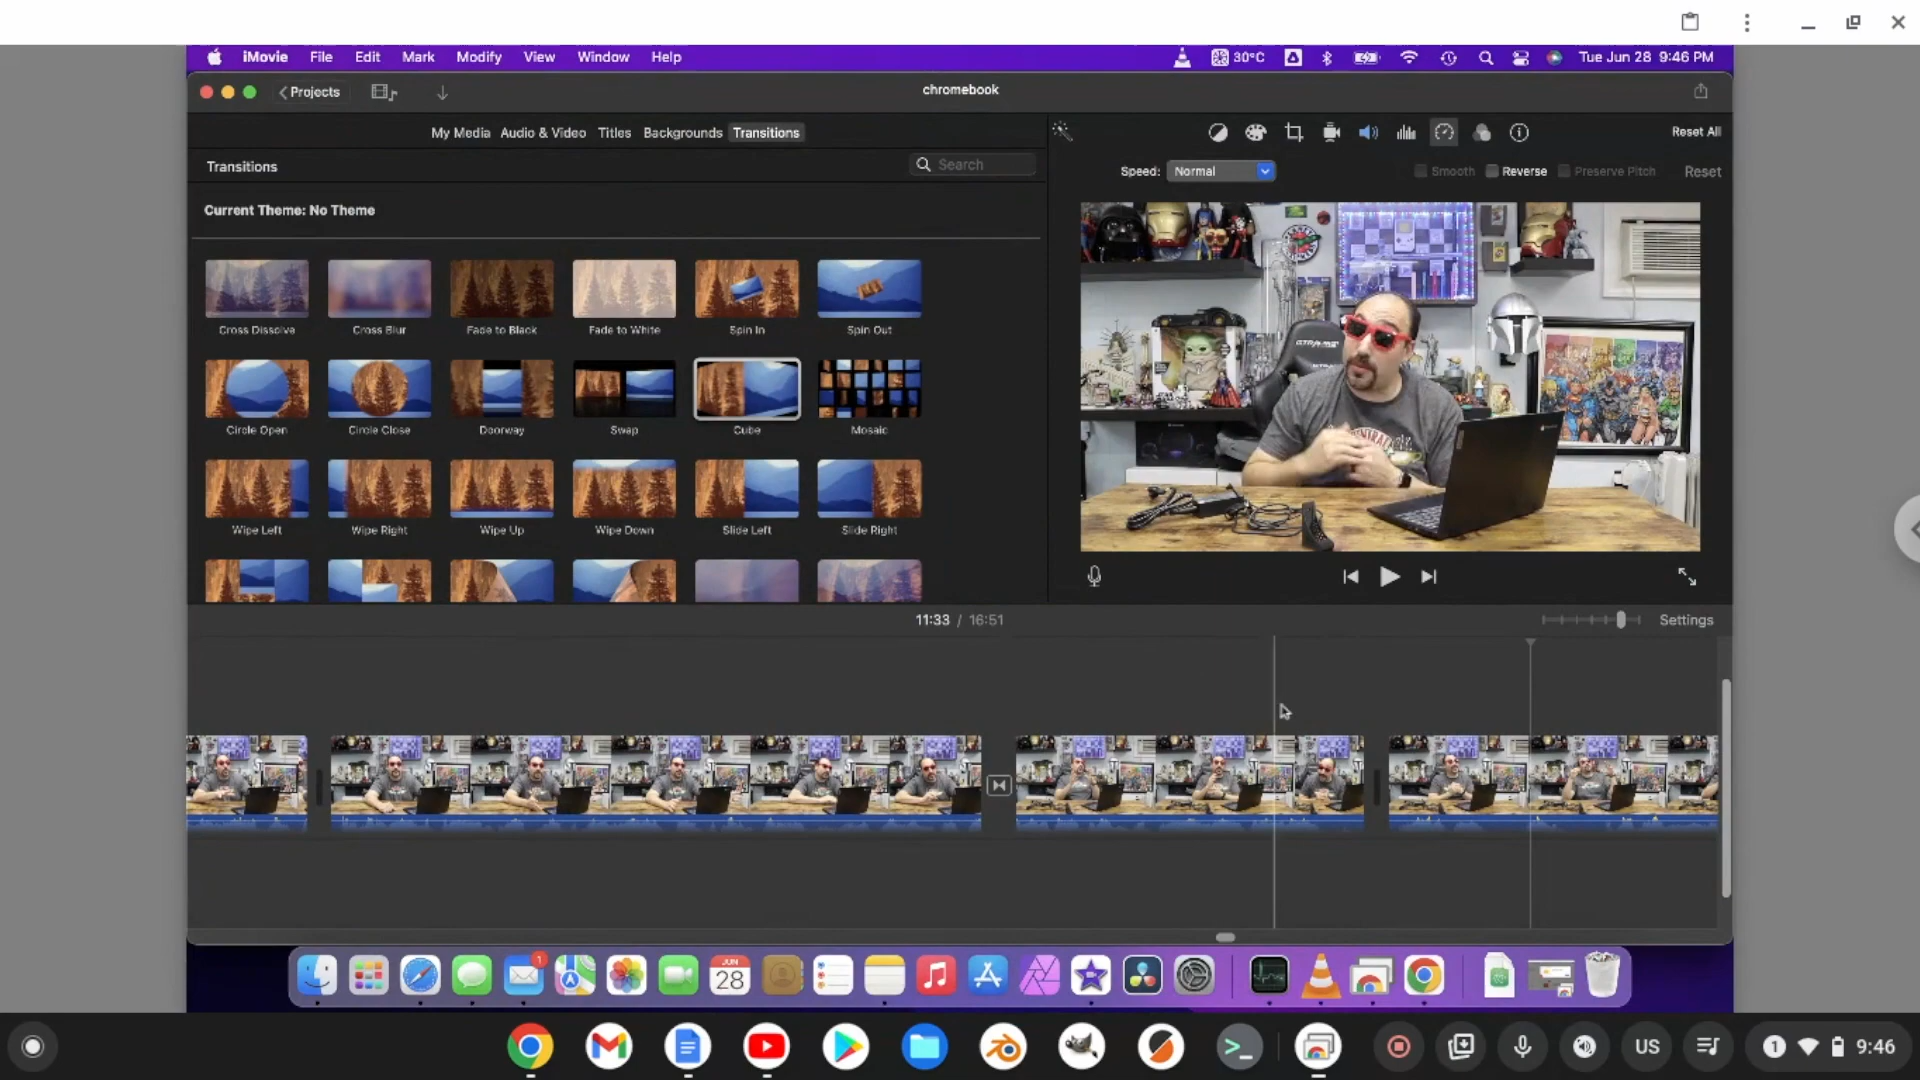 iMovie File Edit Mark Modify View Window Help 30°C Tue Jun 28 9:46 PM
Projects chromebook
My Media Audio & Video Titles Backgrounds Transitions Reset All
Transitions Search
Speed: Normal Smooth Reverse Preserve Pitch Reset
Current Theme: No Theme
Cross Dissolve Cross Blur Fade to Black Fade to White Spin In Spin Out
Circle Open Circle Close Doorway Swap Cube Mosaic
Wipe Left Wipe Right Wipe Up Wipe Down Slide Left Slide Right
11:33 / 16:51 Settings
1
JUN
28
US 1 9:46